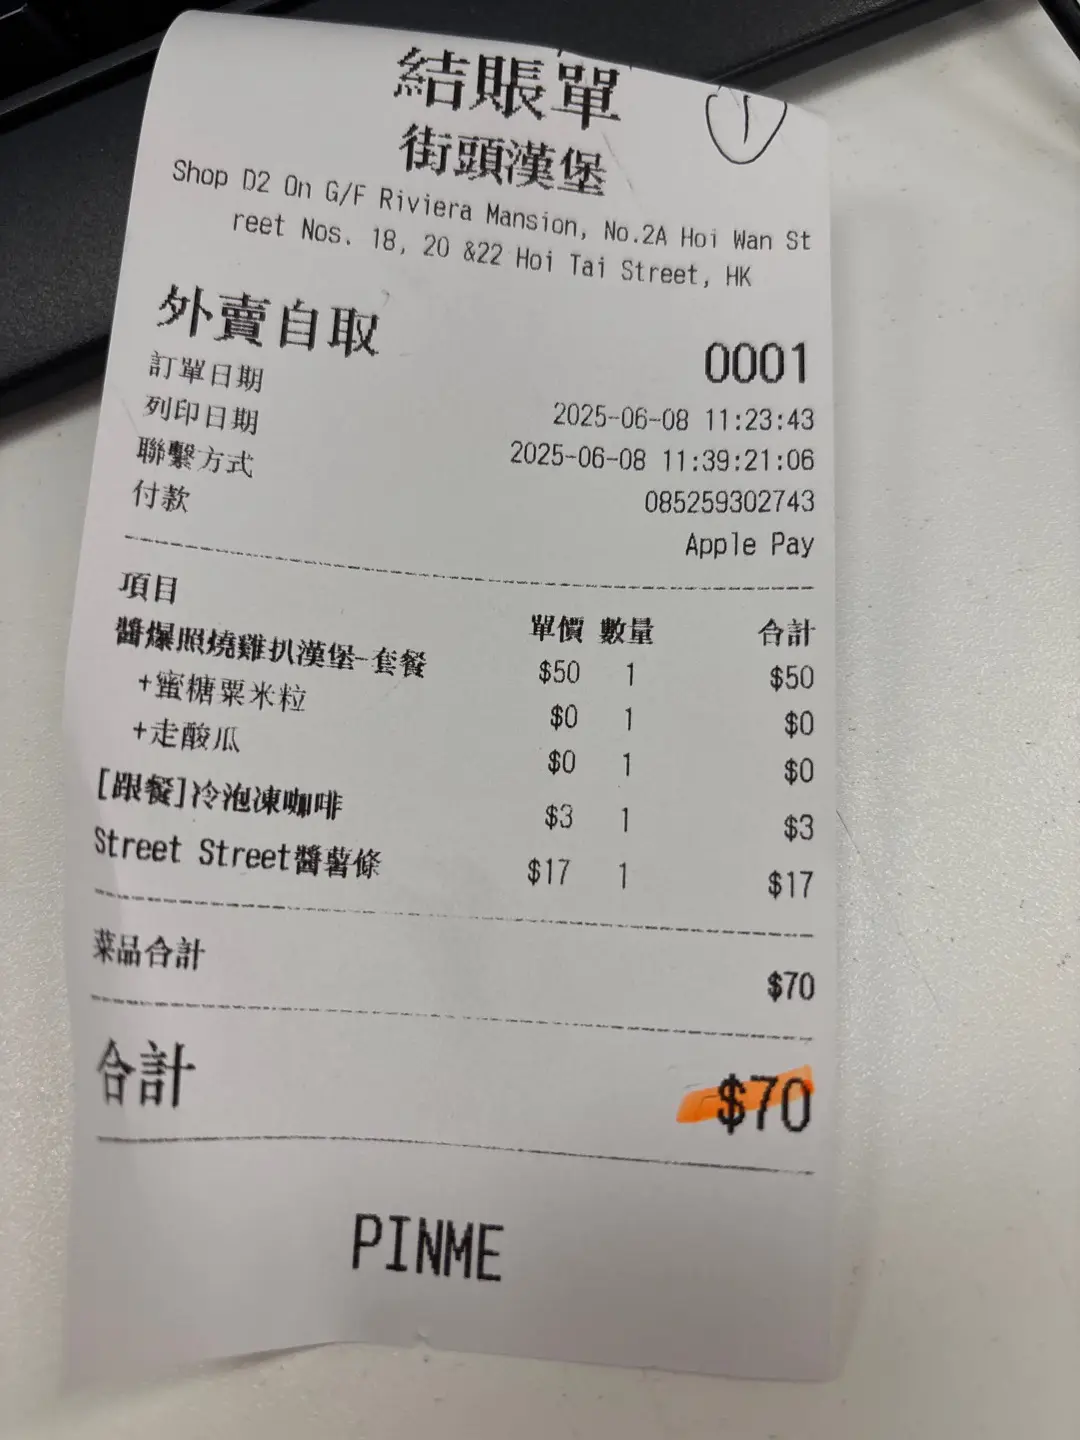 結賬單
1
街頭漢堡
Shop D2 On G/F Riviera Mansion, No.2A Hoi Wan St
reet Nos. 18, 20 &22 Hoi Tai Street, HK
外賣自取 0001
訂單日期 2025-06-08 11:23:43
列印日期 2025-06-08 11:39:21:06
聯繫方式 085259302743
付款 Apple Pay
項目 單價 數量 合計
醬爆照燒雞扒漢堡-套餐 $50 1 $50
+蜜糖粟米粒 $0 1 $0
+走酸瓜 $0 1 $0
[跟餐]冷泡凍咖啡 $3 1 $3
Street Street醬薯條 $17 1 $17
菜品合計 $70
合計 $70
PINME